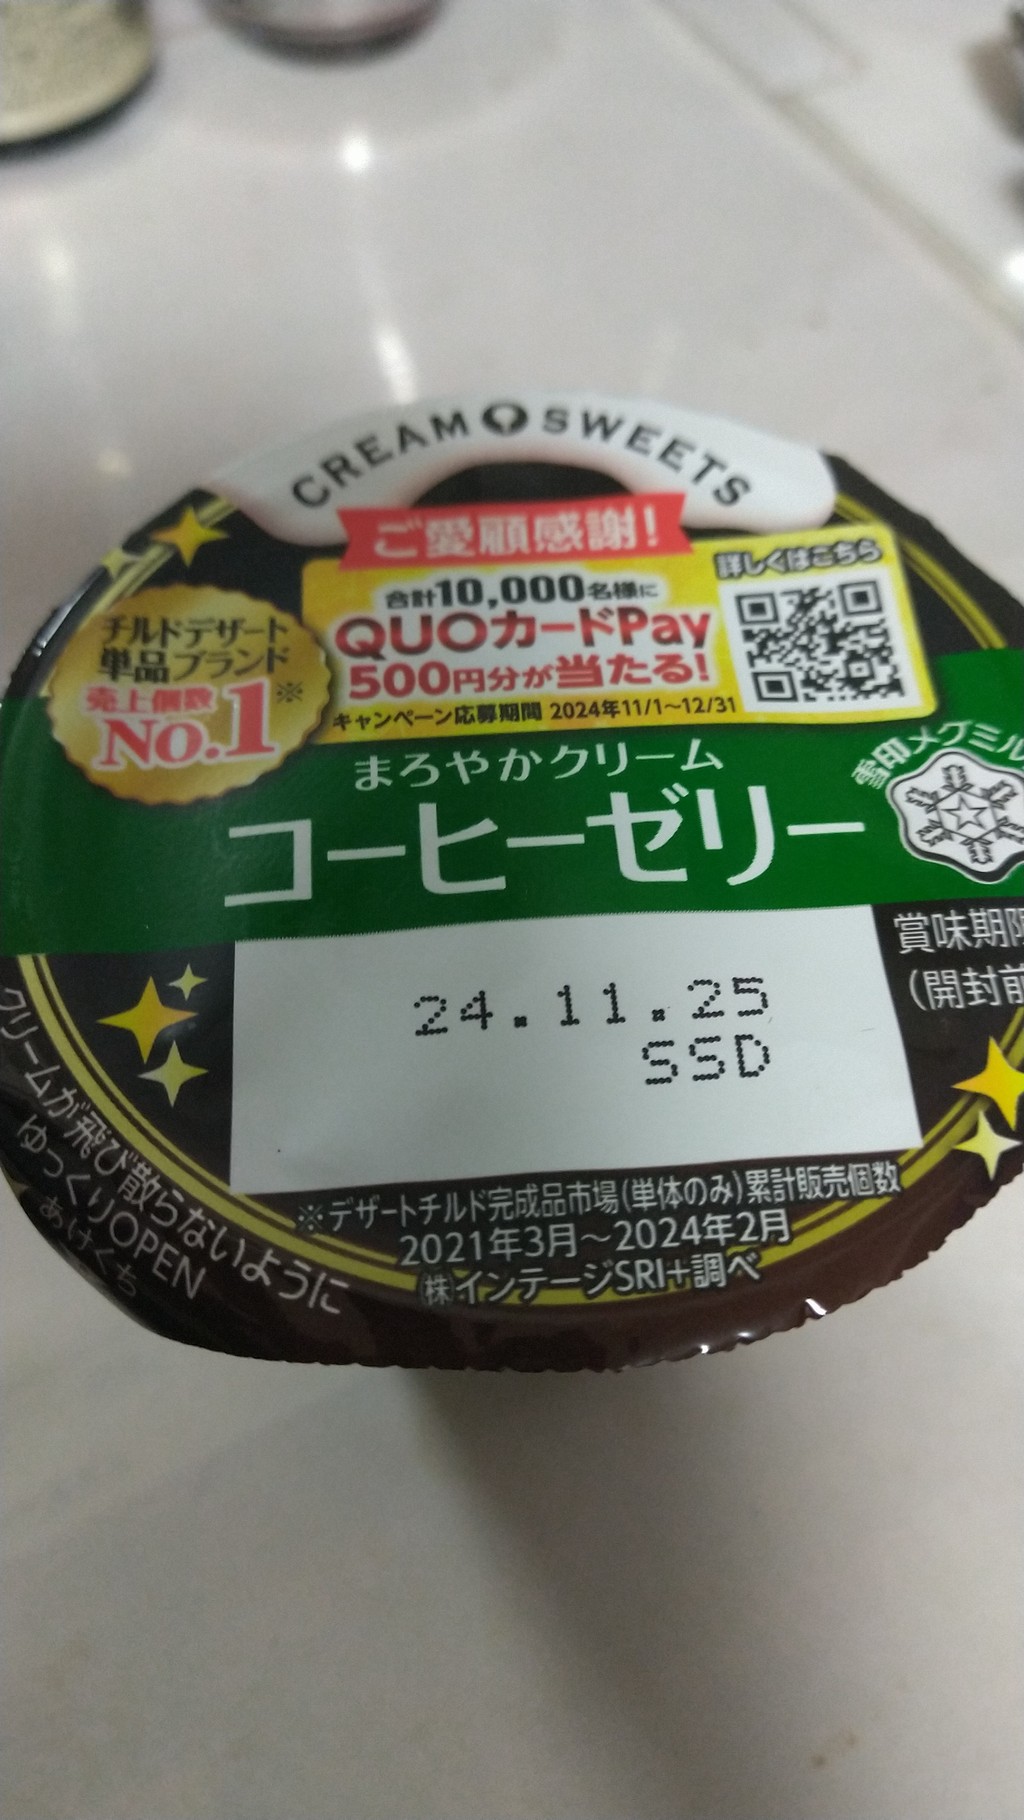 CREAM SWEETS
ご愛顧感謝!
合計10,000名様に
QUOカードPay
500円分が当たる!
キャンペーン応募期間 2024年11/1〜12/31
詳しくはこちら
チルドデザート
単品ブランド
売上個数
No.1※
まろやかクリーム
コーヒーゼリー
雪印メグミル
賞味期限
(開封前
24.11.25
SSD
※デザートチルド完成品市場(単体のみ)累計販売個数
2021年3月〜2024年2月
㈱インテージSRI+調べ
クリームが飛び散らないように
ゆっくりOPEN
あけくち